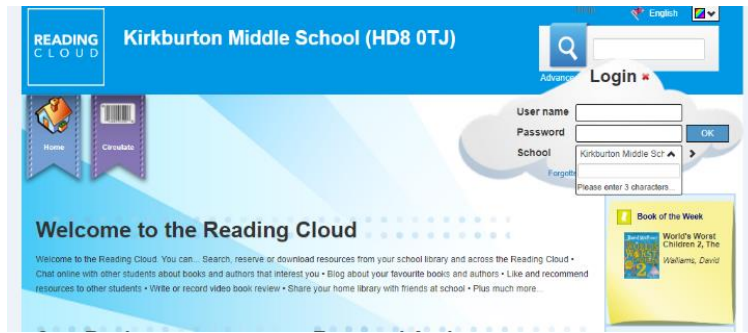 English
READING
CLOUD
Kirkburton Middle School (HD8 0TJ)
Login
User name
Password
OK
School
Kirkburton Middle Sch
Please enter 3 characters...
Home
Circulate
Book of the Week
World's Worst
Children 2, The
Walliams, David
Welcome to the Reading Cloud
Welcome to the Reading Cloud. You can... Search, reserve or download resources from your school library and across the Reading Cloud •
Chat online with other students about books and authors that interest you • Blog about your favourite books and authors • Like and recommend
resources to other students • Write or record video book review • Share your home library with friends at school • Plus much more...